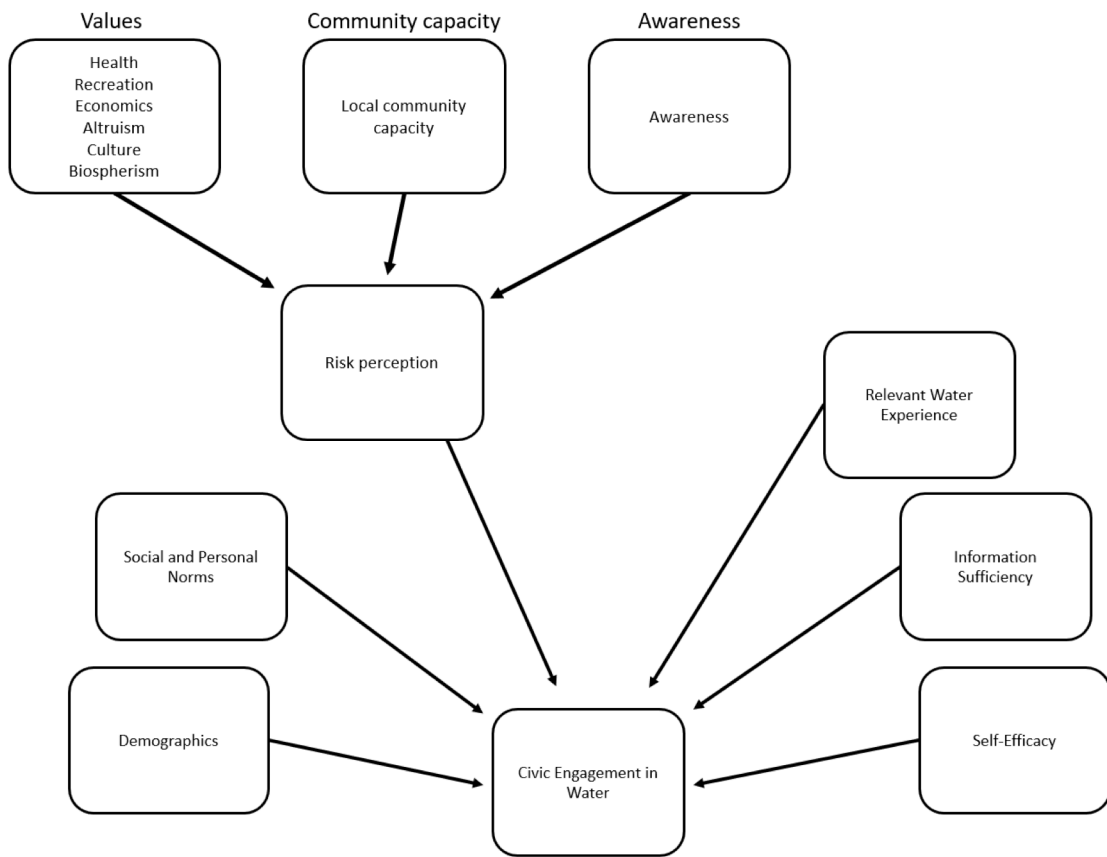 Values
Community capacity
Awareness
Health
Recreation
Economics
Altruism
Culture
Biospherism
Local community
capacity
Awareness
Risk perception
Relevant Water
Experience
Social and Personal
Norms
Information
Sufficiency
Demographics
Civic Engagement in
Water
Self-Efficacy